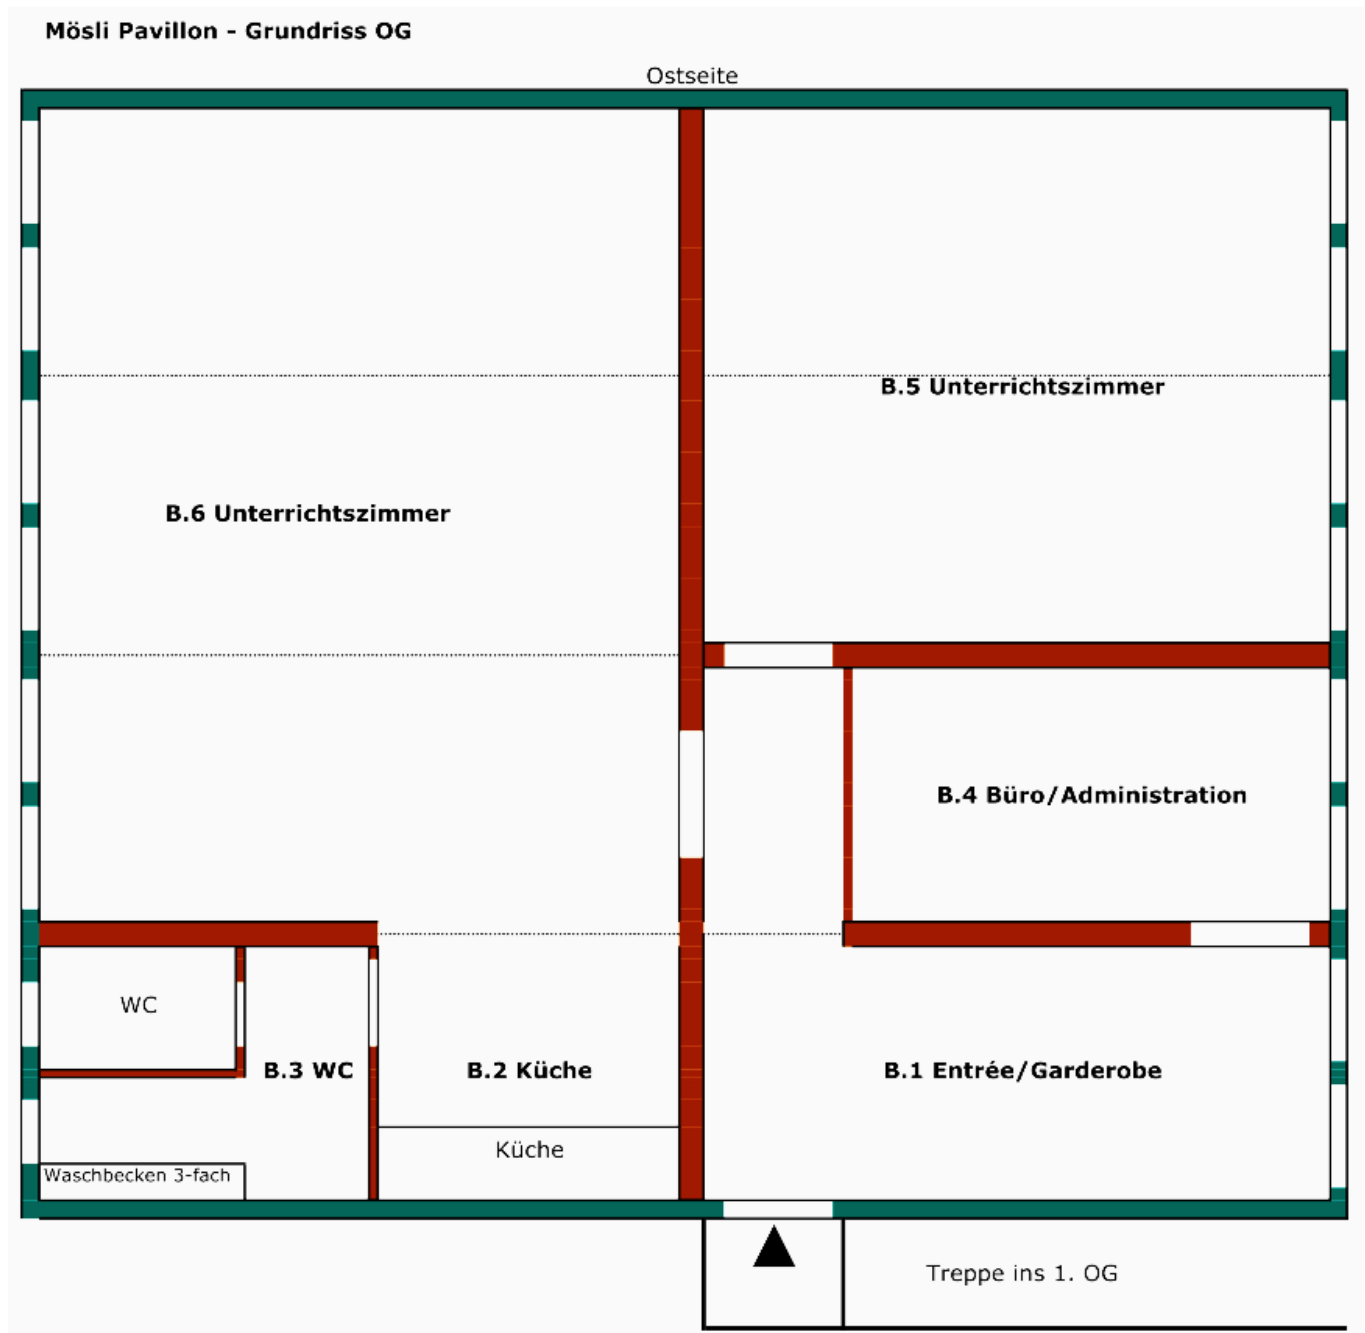 Mösli Pavillon - Grundriss OG
Ostseite
B.5 Unterrichtszimmer
B.6 Unterrichtszimmer
B.4 Büro/Administration
WC
B.3 WC
B.2 Küche
B.1 Entrée/Garderobe
Küche
Waschbecken 3-fach
Treppe ins 1. OG